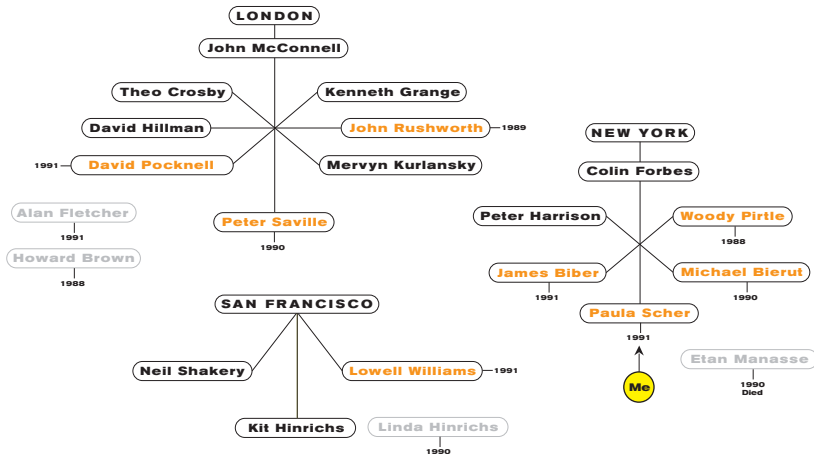 LONDON
John McConnell
Theo Crosby
Kenneth Grange
David Hillman
John Rushworth
1989
1991
David Pocknell
Mervyn Kurlansky
Peter Saville
1990
Alan Fletcher
1991
Howard Brown
1988
NEW YORK
Colin Forbes
Peter Harrison
Woody Pirtle
1988
James Biber
1991
Michael Bierut
1990
Paula Scher
1991
Me
Etan Manasse
1990
Died
SAN FRANCISCO
Neil Shakery
Lowell Williams
1991
Kit Hinrichs
Linda Hinrichs
1990